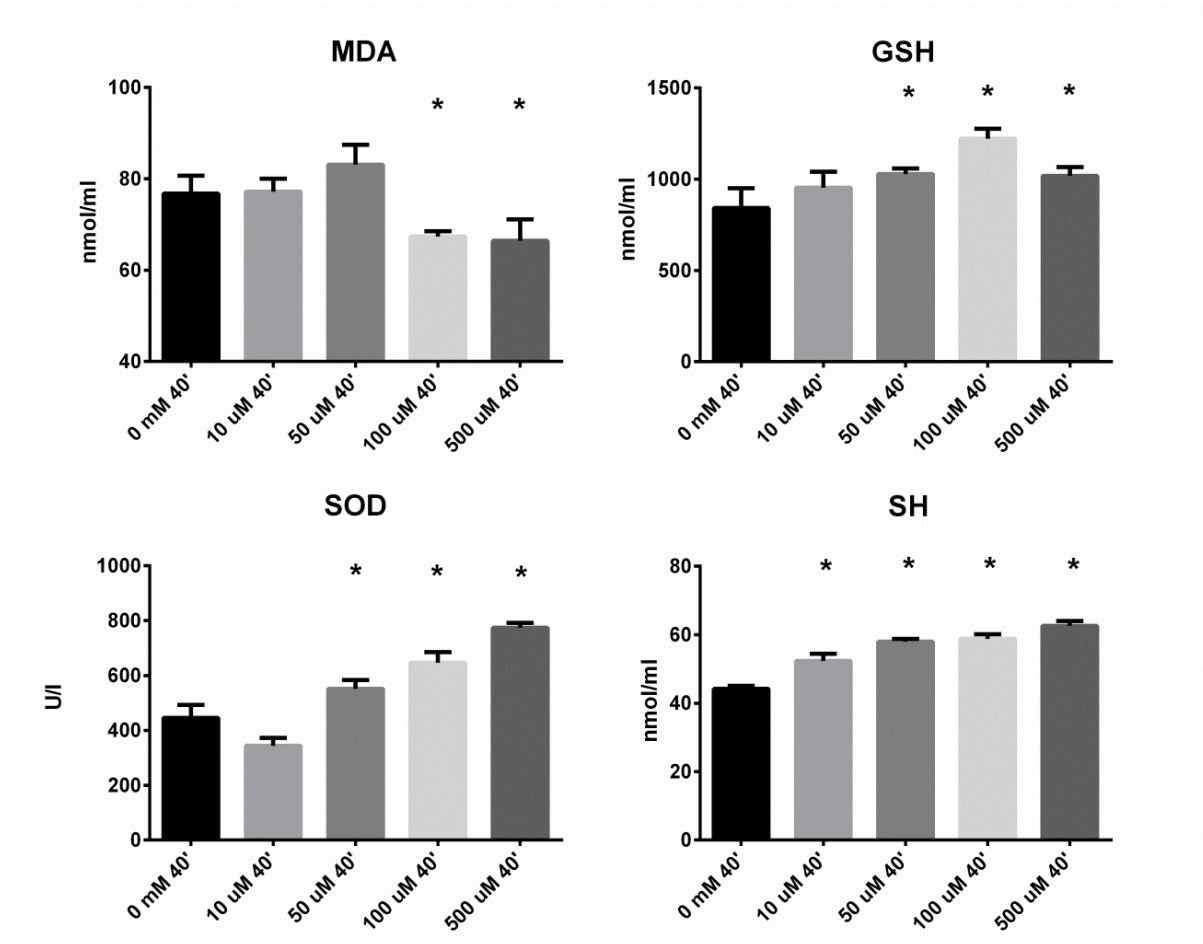 MDA
100
80
60
40
nmol/ml
* *
0 mM 40'
10 uM 40'
50 uM 40'
100 uM 40'
500 uM 40'
GSH
1500
1000
500
0
nmol/ml
* * *
0 mM 40'
10 uM 40'
50 uM 40'
100 uM 40'
500 uM 40'
SOD
1000
800
600
400
200
0
U/l
* * *
0 mM 40'
10 uM 40'
50 uM 40'
100 uM 40'
500 uM 40'
SH
80
60
40
20
0
nmol/ml
* * * *
0 mM 40'
10 uM 40'
50 uM 40'
100 uM 40'
500 uM 40'